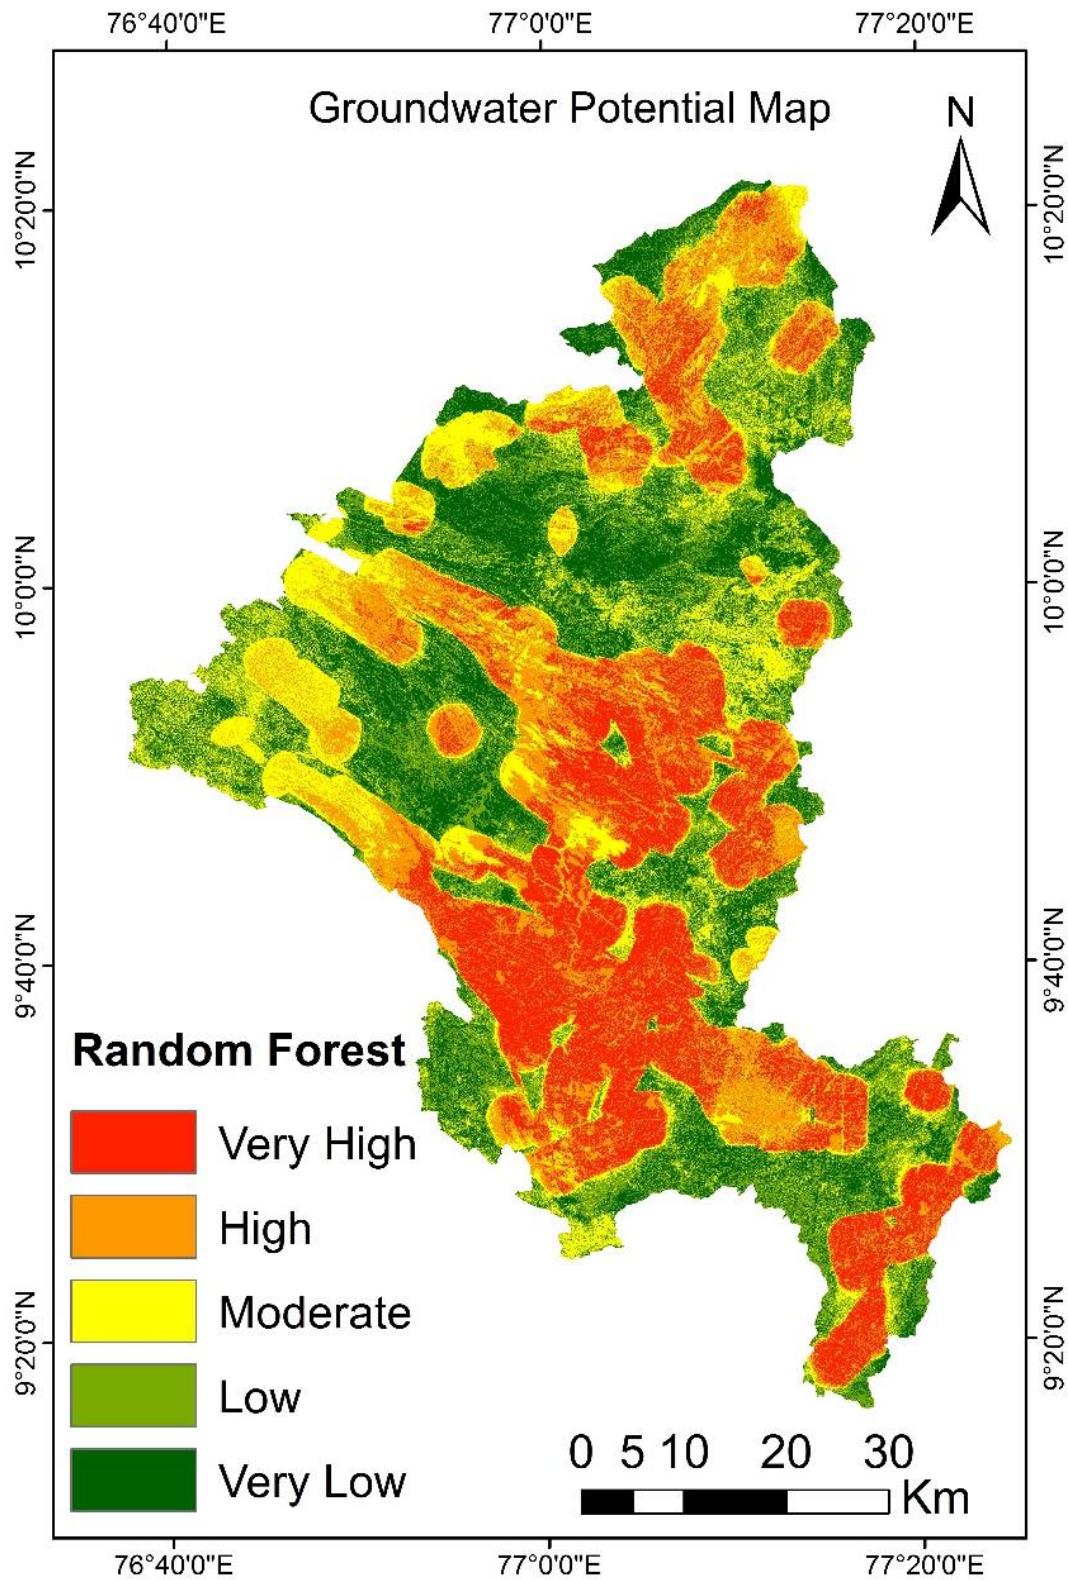 76°40'0"E 77°0'0"E 77°20'0"E
Groundwater Potential Map
N
10°20'0"N 10°20'0"N
10°0'0"N 10°0'0"N
9°40'0"N 9°40'0"N
Random Forest
Very High
High
Moderate
Low
Very Low
9°20'0"N 9°20'0"N
0 5 10 20 30
Km
76°40'0"E 77°0'0"E 77°20'0"E